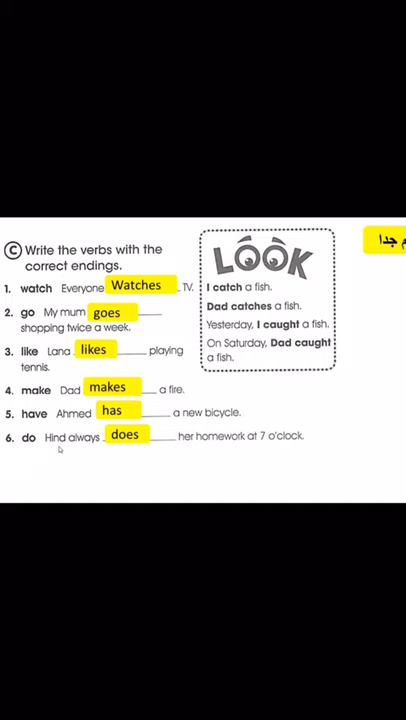 C Write the verbs with the
correct endings.
1. watch Everyone Watches TV.
2. go My mum goes
shopping twice a week.
3. like Lana likes playing
tennis.
4. make Dad makes a fire.
5. have Ahmed has a new bicycle.
6. do Hind always does her homework at 7 o'clock.
LOOK
I catch a fish.
Dad catches a fish.
Yesterday, I caught a fish.
On Saturday, Dad caught
a fish.
م جدا